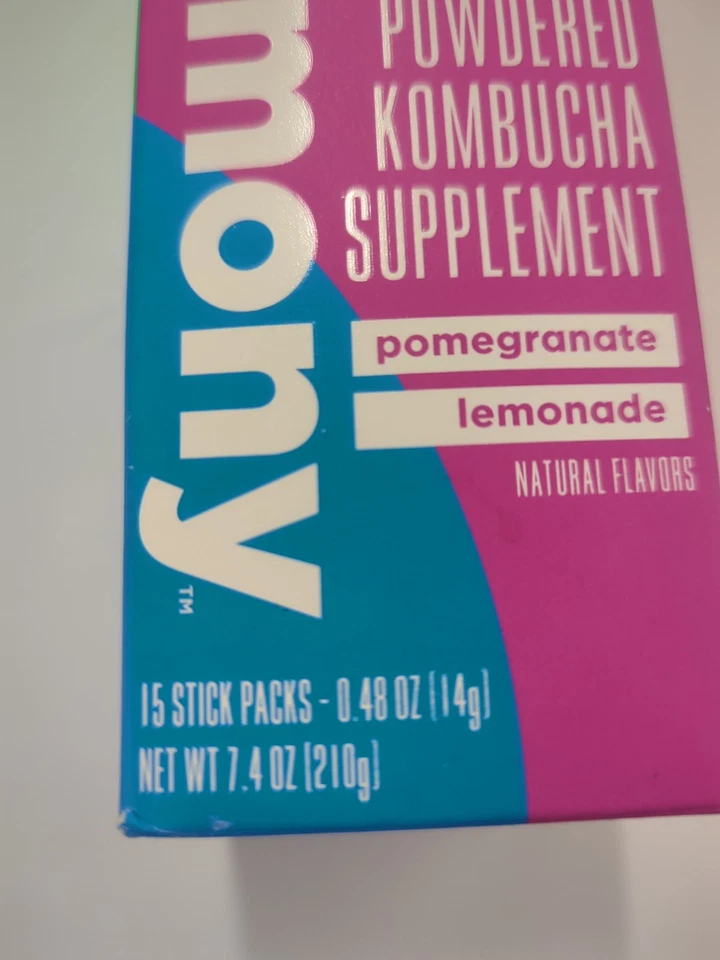 mony
TM
POWDERED
KOMBUCHA
SUPPLEMENT
pomegranate
lemonade
NATURAL FLAVORS
15 STICK PACKS - 0.48 OZ (14g)
NET WT 7.4 OZ (210g)